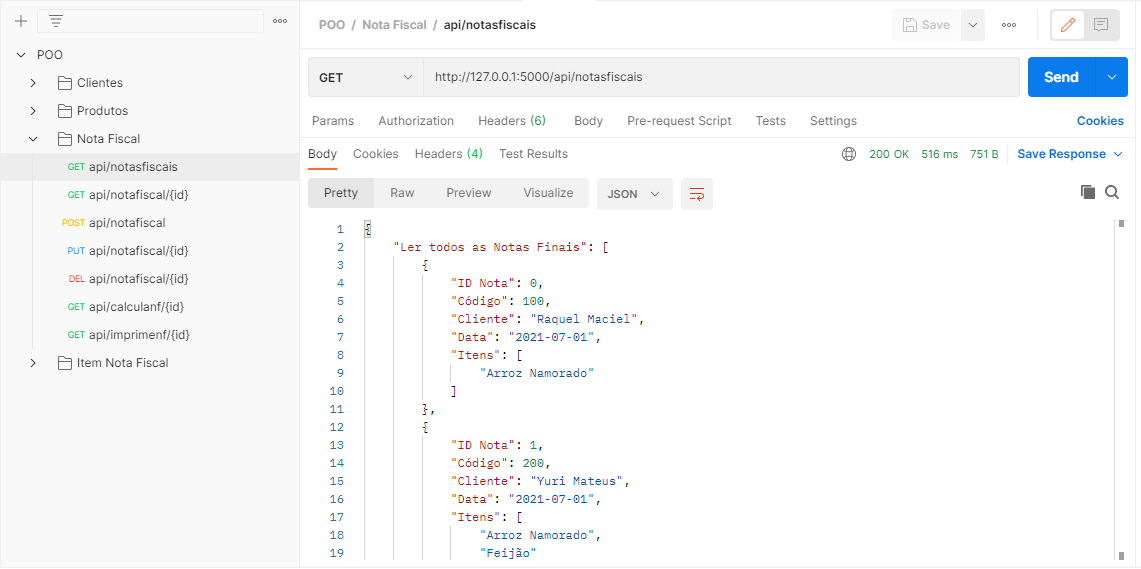 POO
Clientes
Produtos
Nota Fiscal
GET api/notasfiscais
GET api/notafiscal/{id}
POST api/notafiscal
PUT api/notafiscal/{id}
DEL api/notafiscal/{id}
GET api/calculanf/{id}
GET api/imprimenf/{id}
Item Nota Fiscal
POO / Nota Fiscal / api/notasfiscais
Save
GET http://127.0.0.1:5000/api/notasfiscais Send
Params Authorization Headers (6) Body Pre-request Script Tests Settings Cookies
Body Cookies Headers (4) Test Results 200 OK 516 ms 751 B Save Response
Pretty Raw Preview Visualize JSON
1 {
2 "Ler todos as Notas Finais": [
3 {
4 "ID Nota": 0,
5 "Código": 100,
6 "Cliente": "Raquel Maciel",
7 "Data": "2021-07-01",
8 "Itens": [
9 "Arroz Namorado"
10 ]
11 },
12 {
13 "ID Nota": 1,
14 "Código": 200,
15 "Cliente": "Yuri Mateus",
16 "Data": "2021-07-01",
17 "Itens": [
18 "Arroz Namorado",
19 "Feijão"